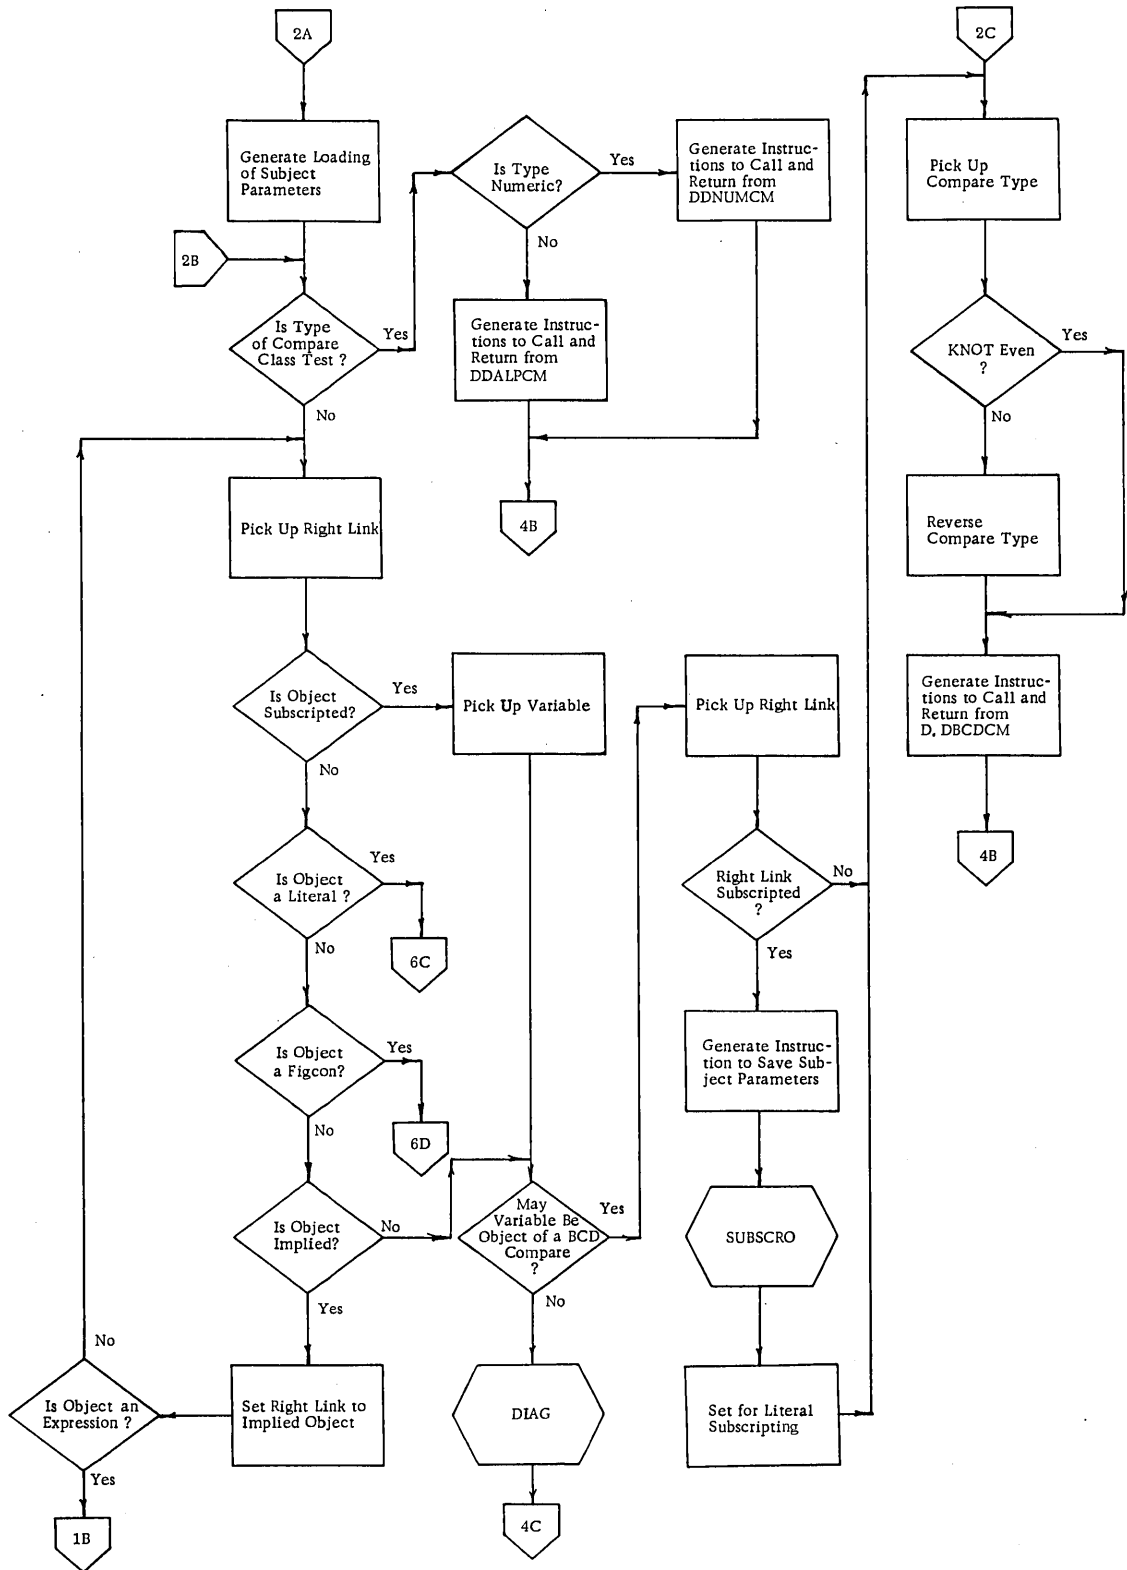 2A
Generate Loading
of Subject
Parameters
2B
Is Type
of Compare
Class Test ?
Yes
No
Is Type
Numeric?
Yes
No
Generate Instruc-
tions to Call and
Return from
DDNUMCM
Generate Instruc-
tions to Call and
Return from
DDALPCM
4B
Pick Up Right Link
Is Object
Subscripted?
Yes
No
Pick Up Variable
Is Object
a Literal ?
Yes
No
6C
Is Object
a Figcon?
Yes
No
6D
Is Object
Implied?
No
Yes
Set Right Link to
Implied Object
Is Object an
Expression ?
No
Yes
1B
May
Variable Be
Object of a BCD
Compare
?
Yes
No
DIAG
4C
Pick Up Right Link
Right Link
Subscripted
?
No
Yes
Generate Instruc-
tion to Save Sub-
ject Parameters
SUBSCRO
Set for Literal
Subscripting
2C
Pick Up
Compare Type
KNOT Even
?
Yes
No
Reverse
Compare Type
Generate Instruc-
tions to Call and
Return from
D. DBCDCM
4B